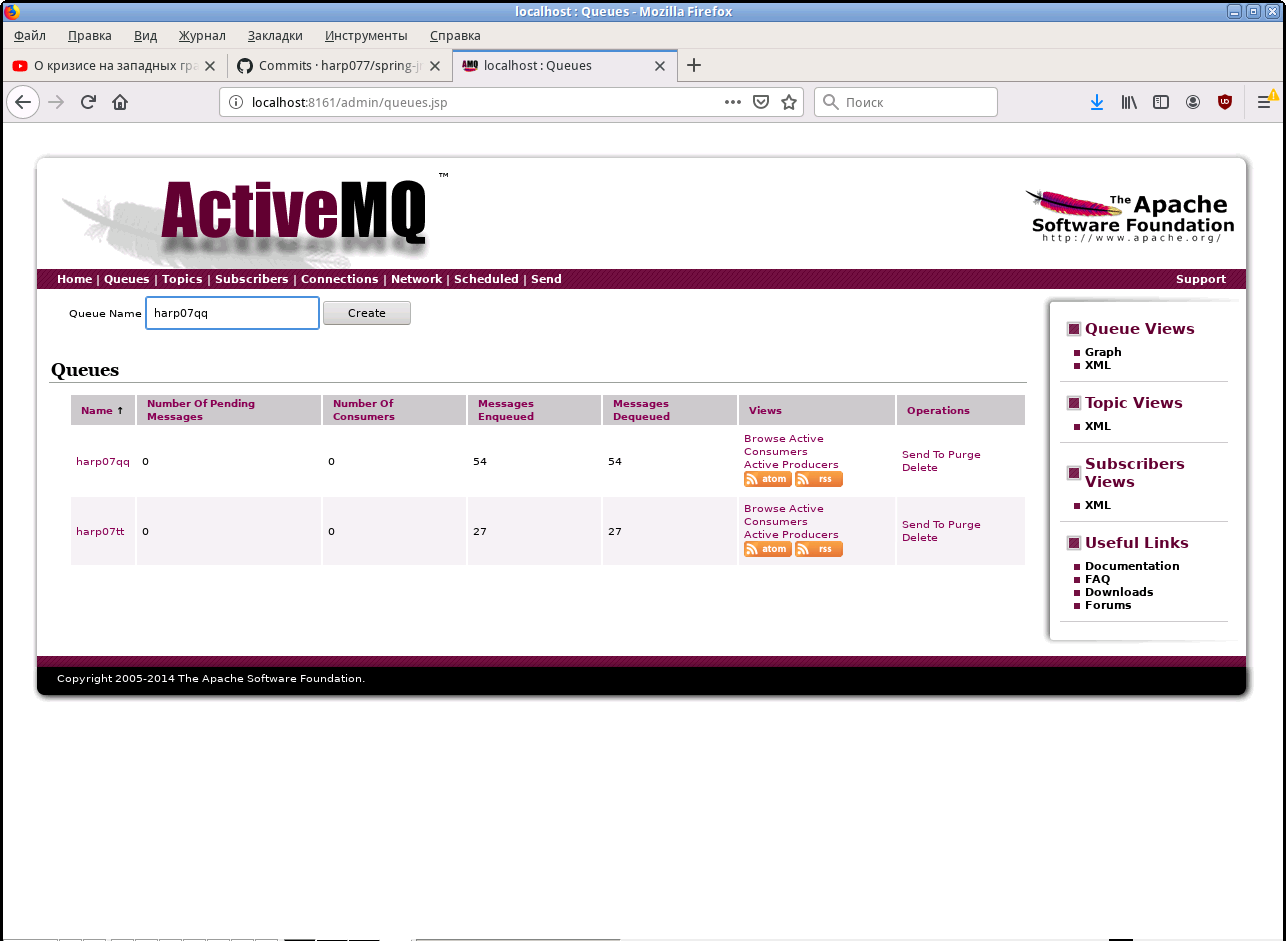 localhost : Queues - Mozilla Firefox
Файл Правка Вид Журнал Закладки Инструменты Справка
О кризисе на западных гра Commits · harp077/spring-j AMQ localhost : Queues
localhost:8161/admin/queues.jsp Поиск
ActiveMQ ™
The Apache
Software Foundation
http://www.apache.org/
Home | Queues | Topics | Subscribers | Connections | Network | Scheduled | Send Support
Queue Name harp07qq Create
Queues
Name ↑ Number Of Pending Messages Number Of Consumers Messages Enqueued Messages Dequeued Views Operations
harp07qq 0 0 54 54 Browse Active Consumers Active Producers atom rss Send To Purge Delete
harp07tt 0 0 27 27 Browse Active Consumers Active Producers atom rss Send To Purge Delete
Queue Views
Graph
XML
Topic Views
XML
Subscribers
Views
XML
Useful Links
Documentation
FAQ
Downloads
Forums
Copyright 2005-2014 The Apache Software Foundation.